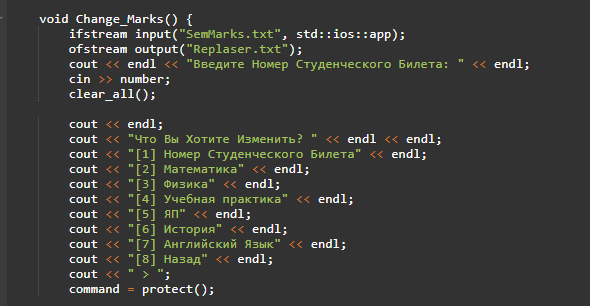 void Change_Marks() {
ifstream input("SemMarks.txt", std::ios::app);
ofstream output("Replaser.txt");
cout << endl << "Введите Номер Студенческого Билета: " << endl;
cin >> number;
clear_all();
cout << endl;
cout << "Что Вы Хотите Изменить? " << endl << endl;
cout << "[1] Номер Студенческого Билета" << endl;
cout << "[2] Математика" << endl;
cout << "[3] Физика" << endl;
cout << "[4] Учебная практика" << endl;
cout << "[5] ЯП" << endl;
cout << "[6] История" << endl;
cout << "[7] Английский Язык" << endl;
cout << "[8] Назад" << endl;
cout << " > ";
command = protect();